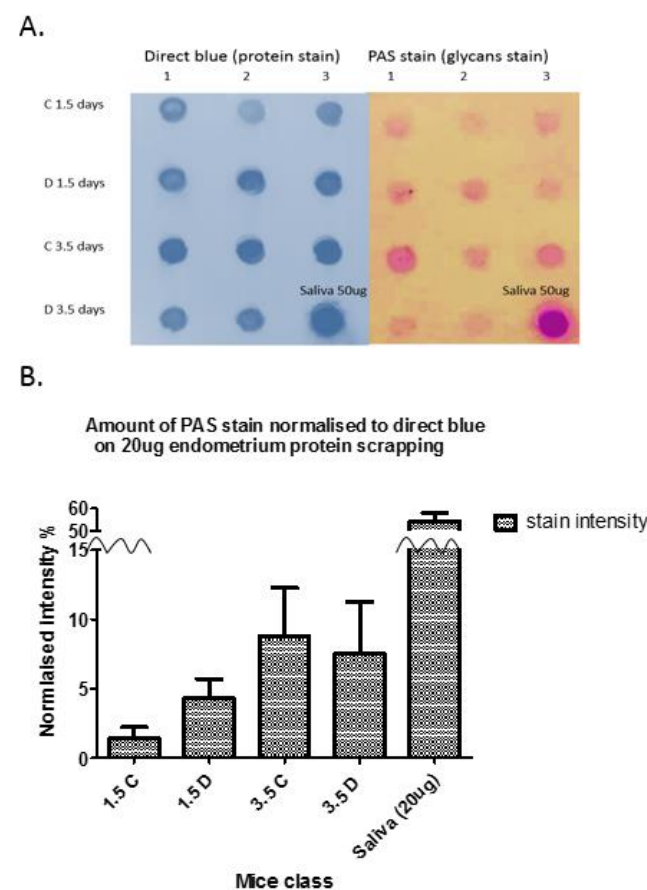 A.
Direct blue (protein stain) PAS stain (glycans stain)
1 2 3 1 2 3
C 1.5 days
D 1.5 days
C 3.5 days
Saliva 50ug Saliva 50ug
D 3.5 days
B.
Amount of PAS stain normalised to direct blue
on 20ug endometrium protein scrapping
60
50
15
10
5
0
Normlaised Intensity %
stain intensity
1.5 C 1.5 D 3.5 C 3.5 D Saliva (20ug)
Mice class